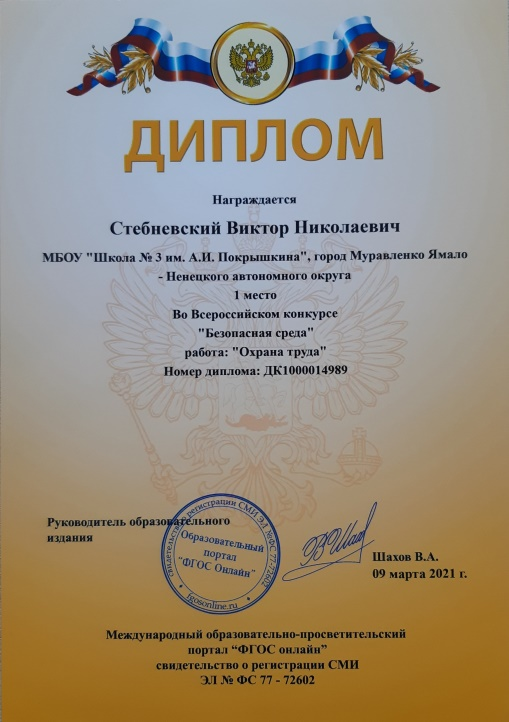 ДИПЛОМ
Награждается
Стебневский Виктор Николаевич
МБОУ "Школа № 3 им. А.И. Покрышкина", город Муравленко Ямало
- Ненецкого автономного округа
1 место
Во Всероссийском конкурсе
"Безопасная среда"
работа: "Охрана труда"
Номер диплома: ДК1000014989
Руководитель образовательного
издания
свидетельство о регистрации СМИ ЭЛ №ФС 77-72602
Образовательный
портал
"ФГОС Онлайн"
fgosonline.ru
Шахов В.А.
09 марта 2021 г.
Международный образовательно-просветительский
портал “ФГОС онлайн”
свидетельство о регистрации СМИ
ЭЛ № ФС 77 - 72602